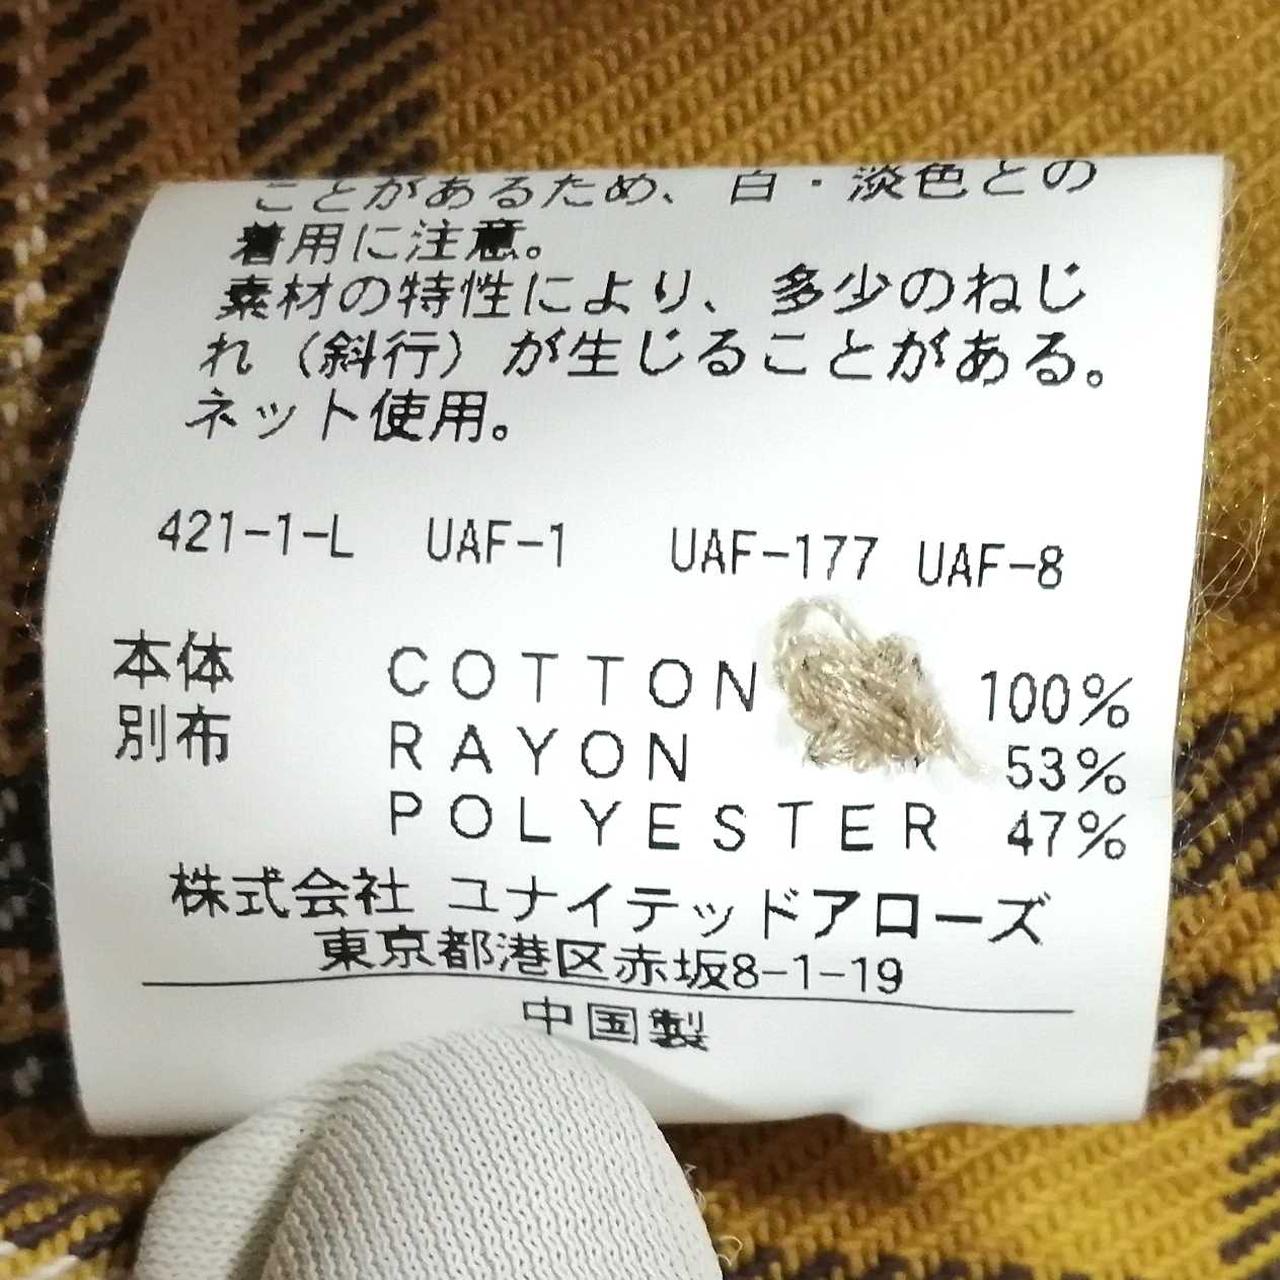 ことがあるため、白・淡色との
着用に注意。
素材の特性により、多少のねじ
れ（斜行）が生じることがある。
ネット使用。
421-1-L UAF-1 UAF-177 UAF-8
本体 COTTON 100%
別布 RAYON 53%
POLYESTER 47%
株式会社 ユナイテッドアローズ
東京都港区赤坂8-1-19
中国製